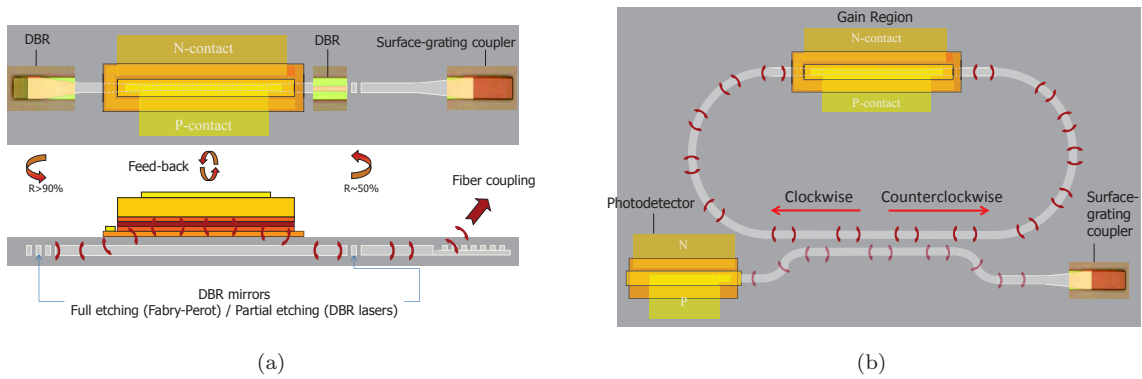 DBR
N-contact
DBR
Surface-grating coupler
P-contact
R>90%
Feed-back
R~50%
Fiber coupling
DBR mirrors
Full etching (Fabry-Perot) / Partial etching (DBR lasers)
(a)
Gain Region
N-contact
P-contact
Clockwise
Counterclockwise
Photodetector
Surface-
grating
coupler
N
P
(b)